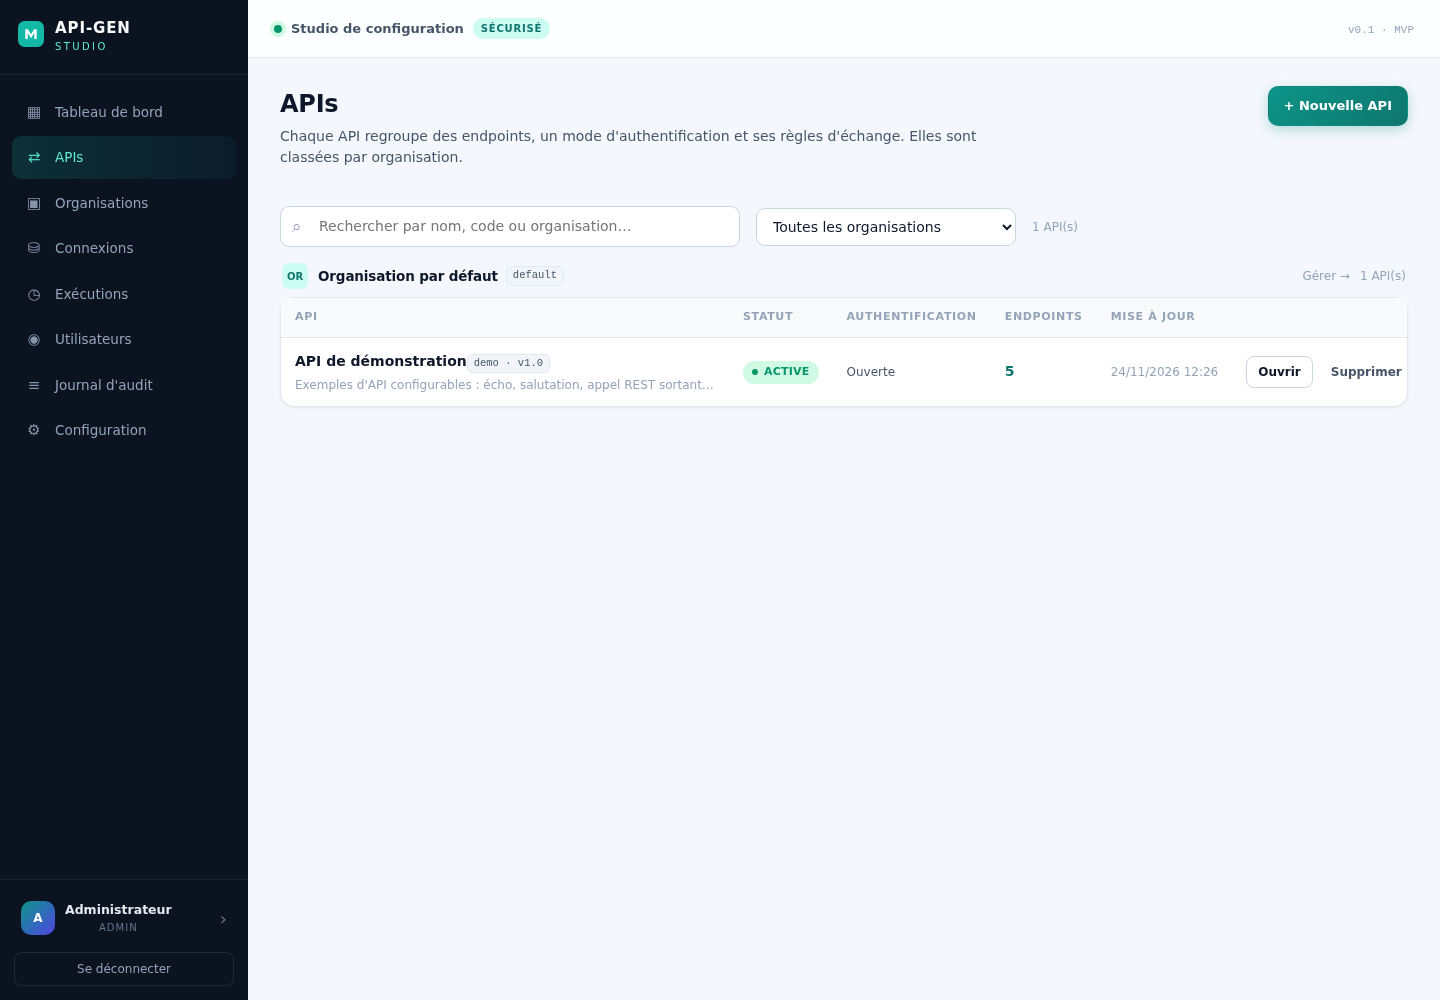 M
API-GEN
STUDIO
Tableau de bord
APIs
Organisations
Connexions
Exécutions
Utilisateurs
Journal d'audit
Configuration
A
Administrateur
ADMIN
Se déconnecter
Studio de configuration SÉCURISÉ
v0.1 · MVP
APIs
+ Nouvelle API
Chaque API regroupe des endpoints, un mode d'authentification et ses règles d'échange. Elles sont
classées par organisation.
Rechercher par nom, code ou organisation…
Toutes les organisations
1 API(s)
OR Organisation par défaut default
Gérer → 1 API(s)
API STATUT AUTHENTIFICATION ENDPOINTS MISE À JOUR
API de démonstration demo · v1.0
Exemples d'API configurables : écho, salutation, appel REST sortant…
ACTIVE Ouverte 5 24/11/2026 12:26 Ouvrir Supprimer